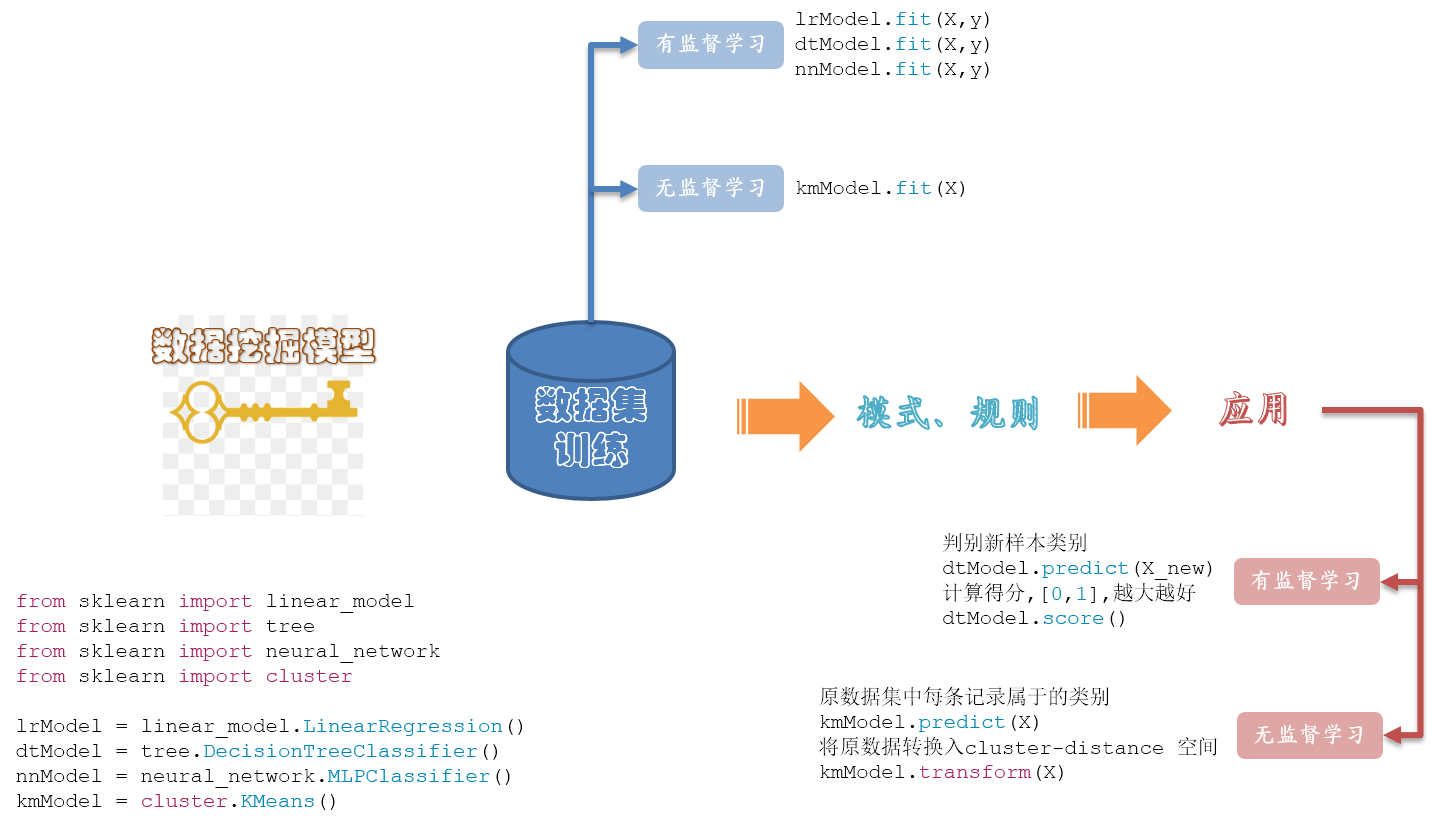 有监督学习
lrModel.fit(X,y)
dtModel.fit(X,y)
nnModel.fit(X,y)
无监督学习
kmModel.fit(X)
数据挖掘模型
数据集
训练
模式、规则
应用
判别新样本类别
dtModel.predict(X_new)
计算得分,[0,1],越大越好
dtModel.score()
有监督学习
原数据集中每条记录属于的类别
kmModel.predict(X)
将原数据转换入cluster-distance 空间
kmModel.transform(X)
无监督学习
from sklearn import linear_model
from sklearn import tree
from sklearn import neural_network
from sklearn import cluster
lrModel = linear_model.LinearRegression()
dtModel = tree.DecisionTreeClassifier()
nnModel = neural_network.MLPClassifier()
kmModel = cluster.KMeans()